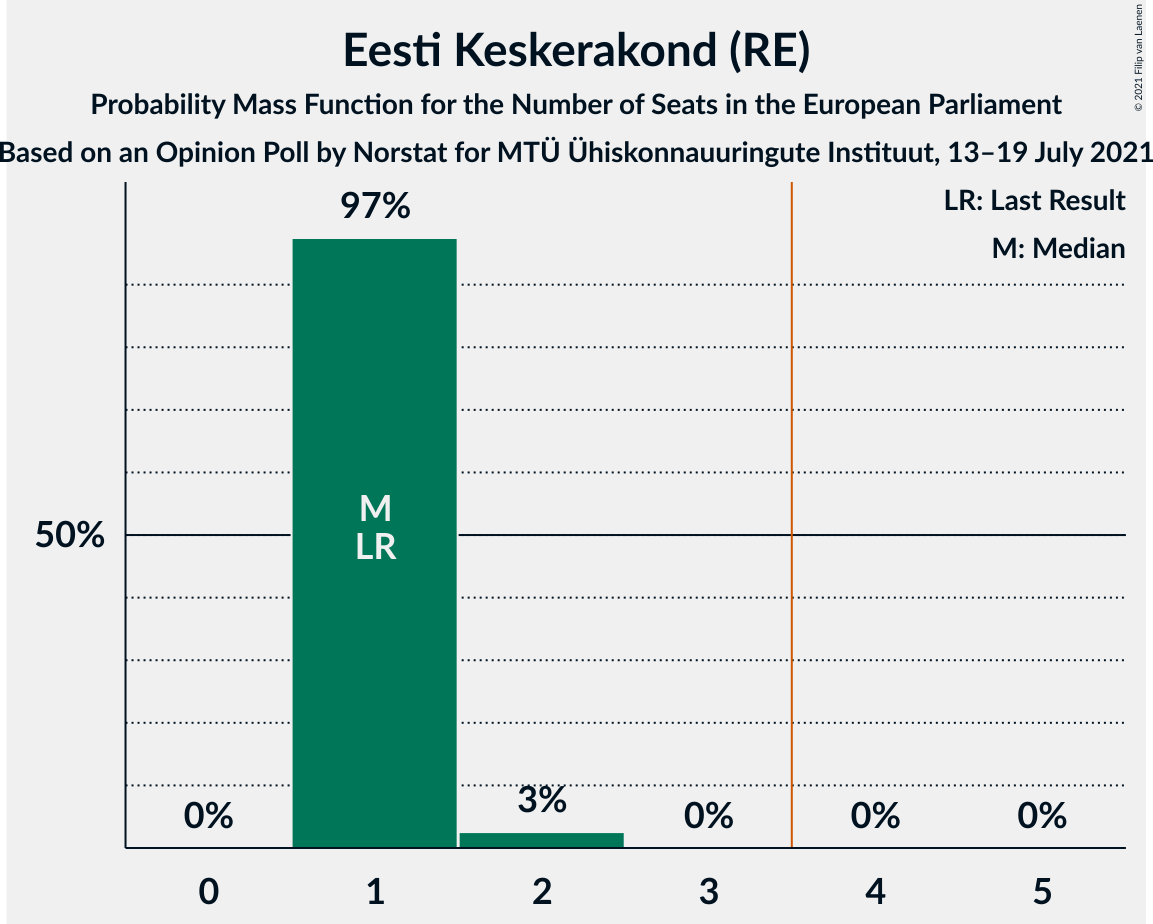 Eesti Keskerakond (RE)
Probability Mass Function for the Number of Seats in the European Parliament
Based on an Opinion Poll by Norstat for MTÜ Ühiskonnauuringute Instituut, 13–19 July 2021
© 2021 Filip van Laenen
LR: Last Result
M: Median
97%
M
LR
50%
0%
3%
0%
0%
0%
0
1
2
3
4
5